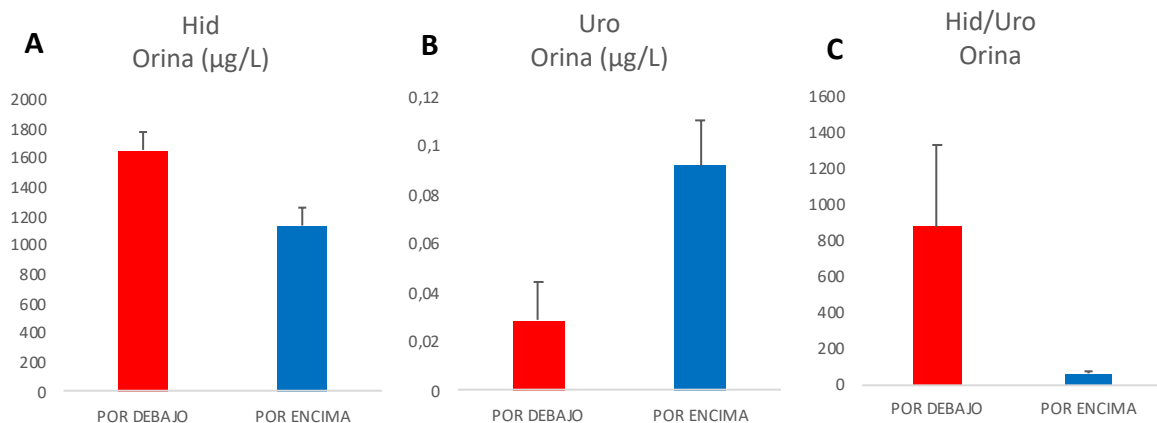 A
Hid
Orina (µg/L)
2000
1800
1600
1400
1200
1000
800
600
400
200
0
POR DEBAJO
POR ENCIMA
B
Uro
Orina (µg/L)
0,12
0,1
0,08
0,06
0,04
0,02
0
POR DEBAJO
POR ENCIMA
C
Hid/Uro
Orina
1600
1400
1200
1000
800
600
400
200
0
POR DEBAJO
POR ENCIMA